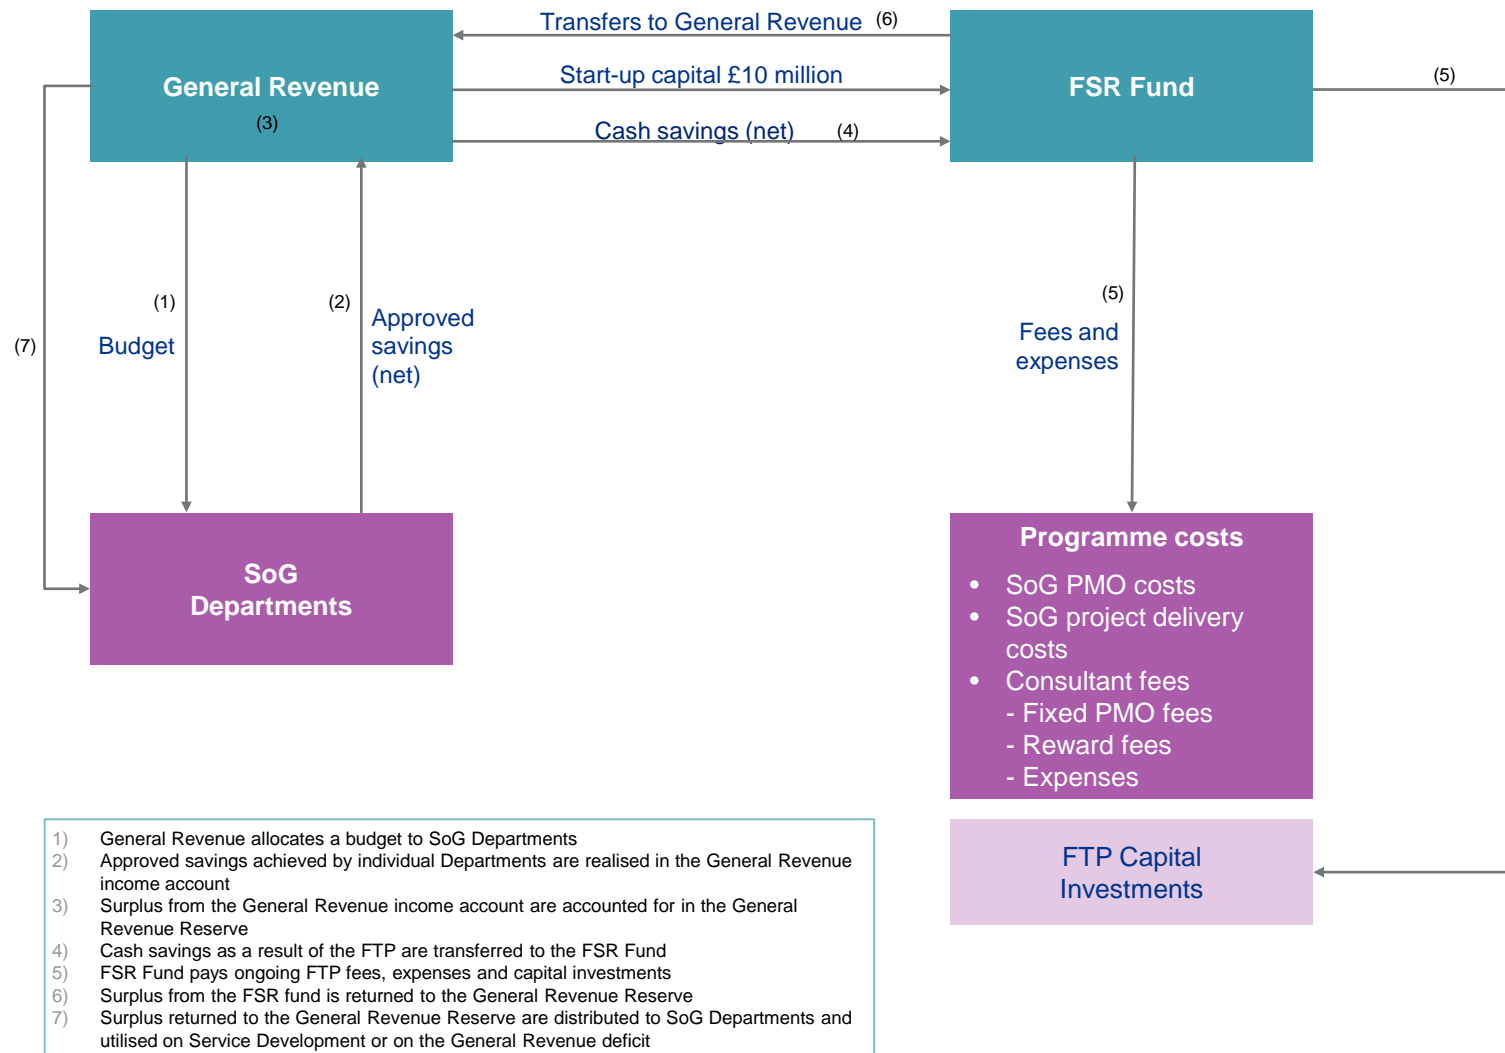 Transfers to General Revenue (6)
General Revenue
(3)
Start-up capital £10 million
FSR Fund
(5)
Cash savings (net) (4)
(1)
Budget
(2)
Approved
savings
(net)
(7)
(5)
Fees and
expenses
SoG
Departments
Programme costs
• SoG PMO costs
• SoG project delivery
costs
• Consultant fees
- Fixed PMO fees
- Reward fees
- Expenses
FTP Capital
Investments
1) General Revenue allocates a budget to SoG Departments
2) Approved savings achieved by individual Departments are realised in the General Revenue
income account
3) Surplus from the General Revenue income account are accounted for in the General
Revenue Reserve
4) Cash savings as a result of the FTP are transferred to the FSR Fund
5) FSR Fund pays ongoing FTP fees, expenses and capital investments
6) Surplus from the FSR fund is returned to the General Revenue Reserve
7) Surplus returned to the General Revenue Reserve are distributed to SoG Departments and
utilised on Service Development or on the General Revenue deficit